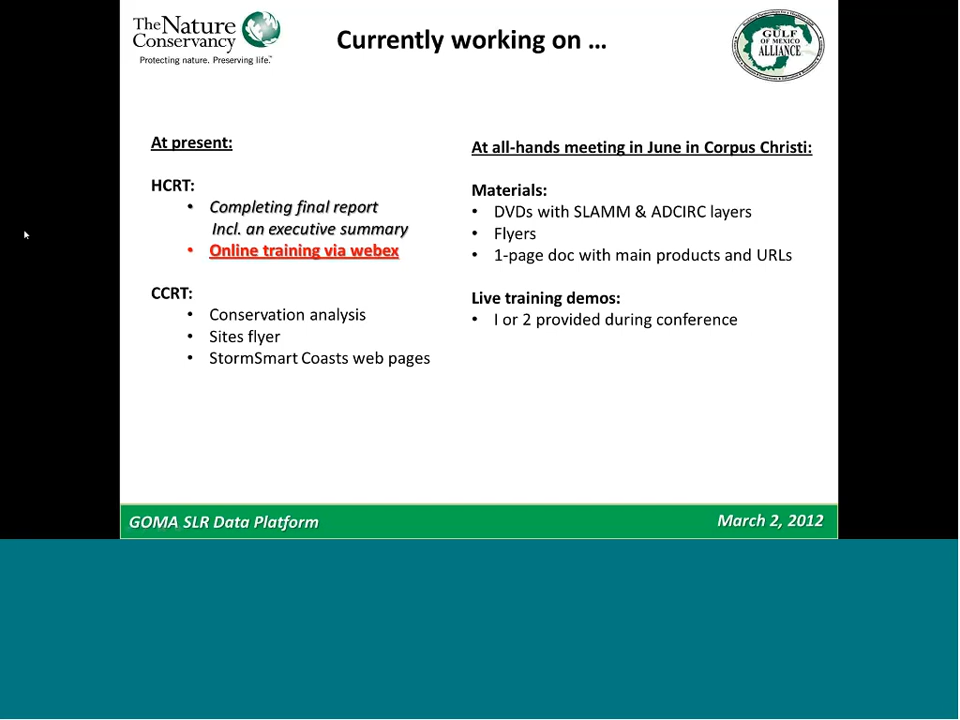 The Nature
Conservancy
Protecting nature. Preserving life.™
Currently working on ...
GULF
OF MEXICO
ALLIANCE
At present:
HCRT:
• Completing final report
Incl. an executive summary
• Online training via webex
CCRT:
• Conservation analysis
• Sites flyer
• StormSmart Coasts web pages
At all-hands meeting in June in Corpus Christi:
Materials:
• DVDs with SLAMM & ADCIRC layers
• Flyers
• 1-page doc with main products and URLs
Live training demos:
• I or 2 provided during conference
GOMA SLR Data Platform
March 2, 2012